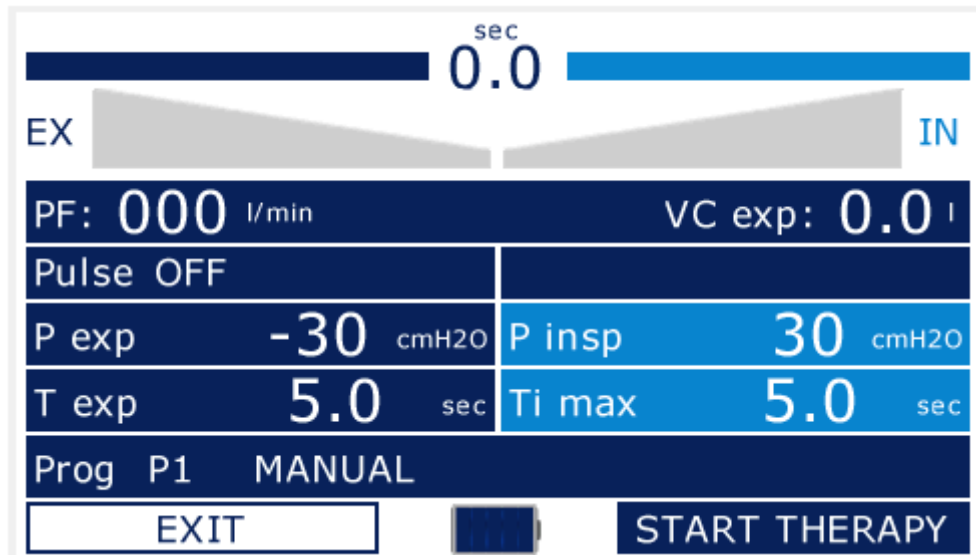 sec
0.0
EX IN
PF: 000 l/min VC exp: 0.0 l
Pulse OFF
P exp -30 cmH2O P insp 30 cmH2O
T exp 5.0 sec Ti max 5.0 sec
Prog P1 MANUAL
EXIT START THERAPY